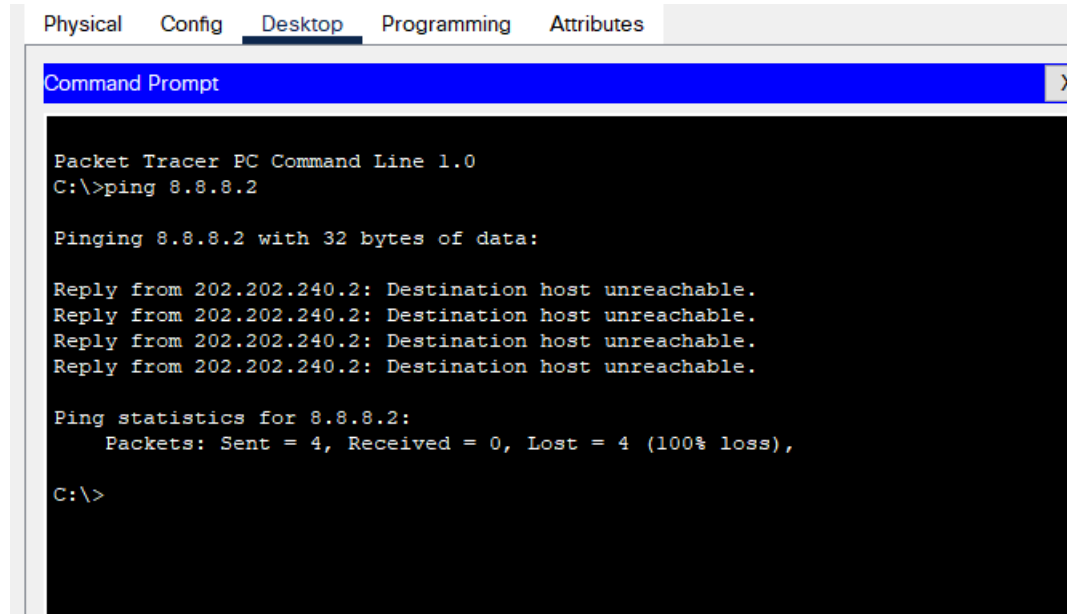 Physical Config Desktop Programming Attributes
Command Prompt
X
Packet Tracer PC Command Line 1.0
C:\>ping 8.8.8.2
Pinging 8.8.8.2 with 32 bytes of data:
Reply from 202.202.240.2: Destination host unreachable.
Reply from 202.202.240.2: Destination host unreachable.
Reply from 202.202.240.2: Destination host unreachable.
Reply from 202.202.240.2: Destination host unreachable.
Ping statistics for 8.8.8.2:
    Packets: Sent = 4, Received = 0, Lost = 4 (100% loss),
C:\>